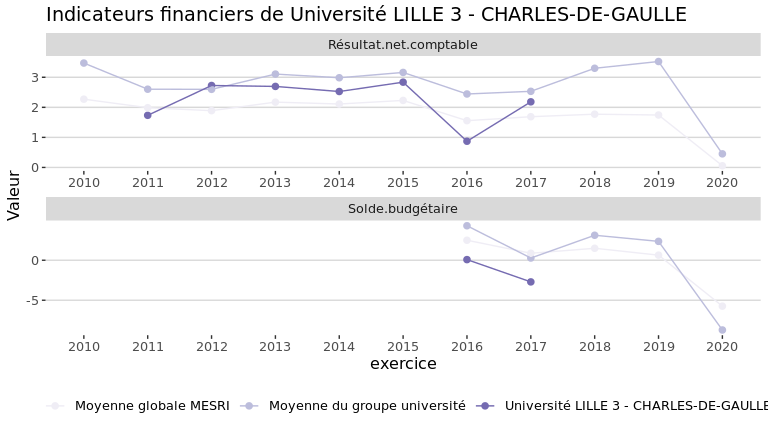 Indicateurs financiers de Université LILLE 3 - CHARLES-DE-GAULLE
Résultat.net.comptable
3
2
1
0
2010 2011 2012 2013 2014 2015 2016 2017 2018 2019 2020
Valeur
Solde.budgétaire
0
-5
2010 2011 2012 2013 2014 2015 2016 2017 2018 2019 2020
exercice
Moyenne globale MESRI Moyenne du groupe université Université LILLE 3 - CHARLES-DE-GAULLE